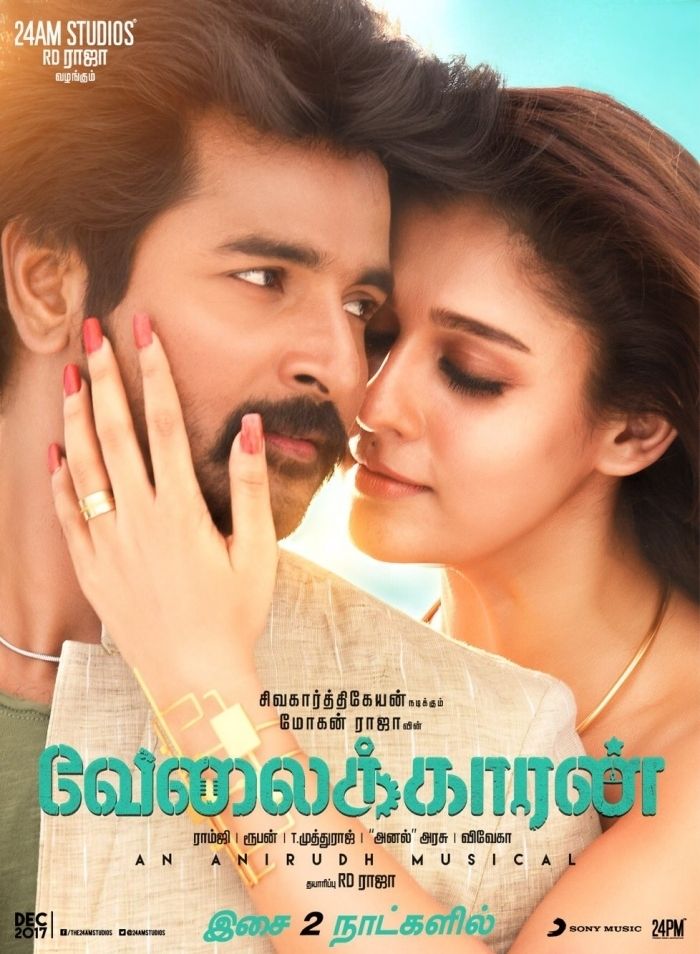 24AM STUDIOS
RD ராஜா
வழங்கும்
சிவகார்த்திகேயன் நடிக்கும்
மோகன் ராஜாவின்
வேலைக்காரன்
ராம்ஜி | ரூபன் | T.முத்துராஜ் | "அனல்" அரசு | விவேகா
AN ANIRUDH MUSICAL
தயாரிப்பு RD ராஜா
DEC 2017 | /THE24AMSTUDIOS @24AMSTUDIOS
இசை 2 நாட்களில்
SONY MUSIC 24PM